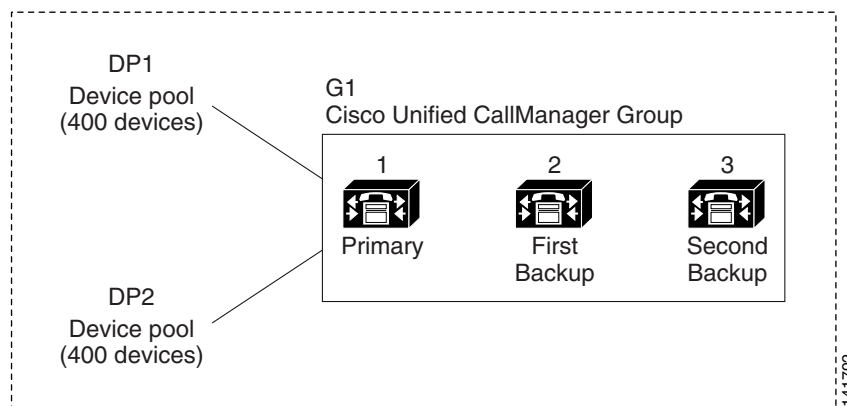 DP1
Device pool
(400 devices)
G1
Cisco Unified CallManager Group
1
Primary
2
First
Backup
3
Second
Backup
DP2
Device pool
(400 devices)